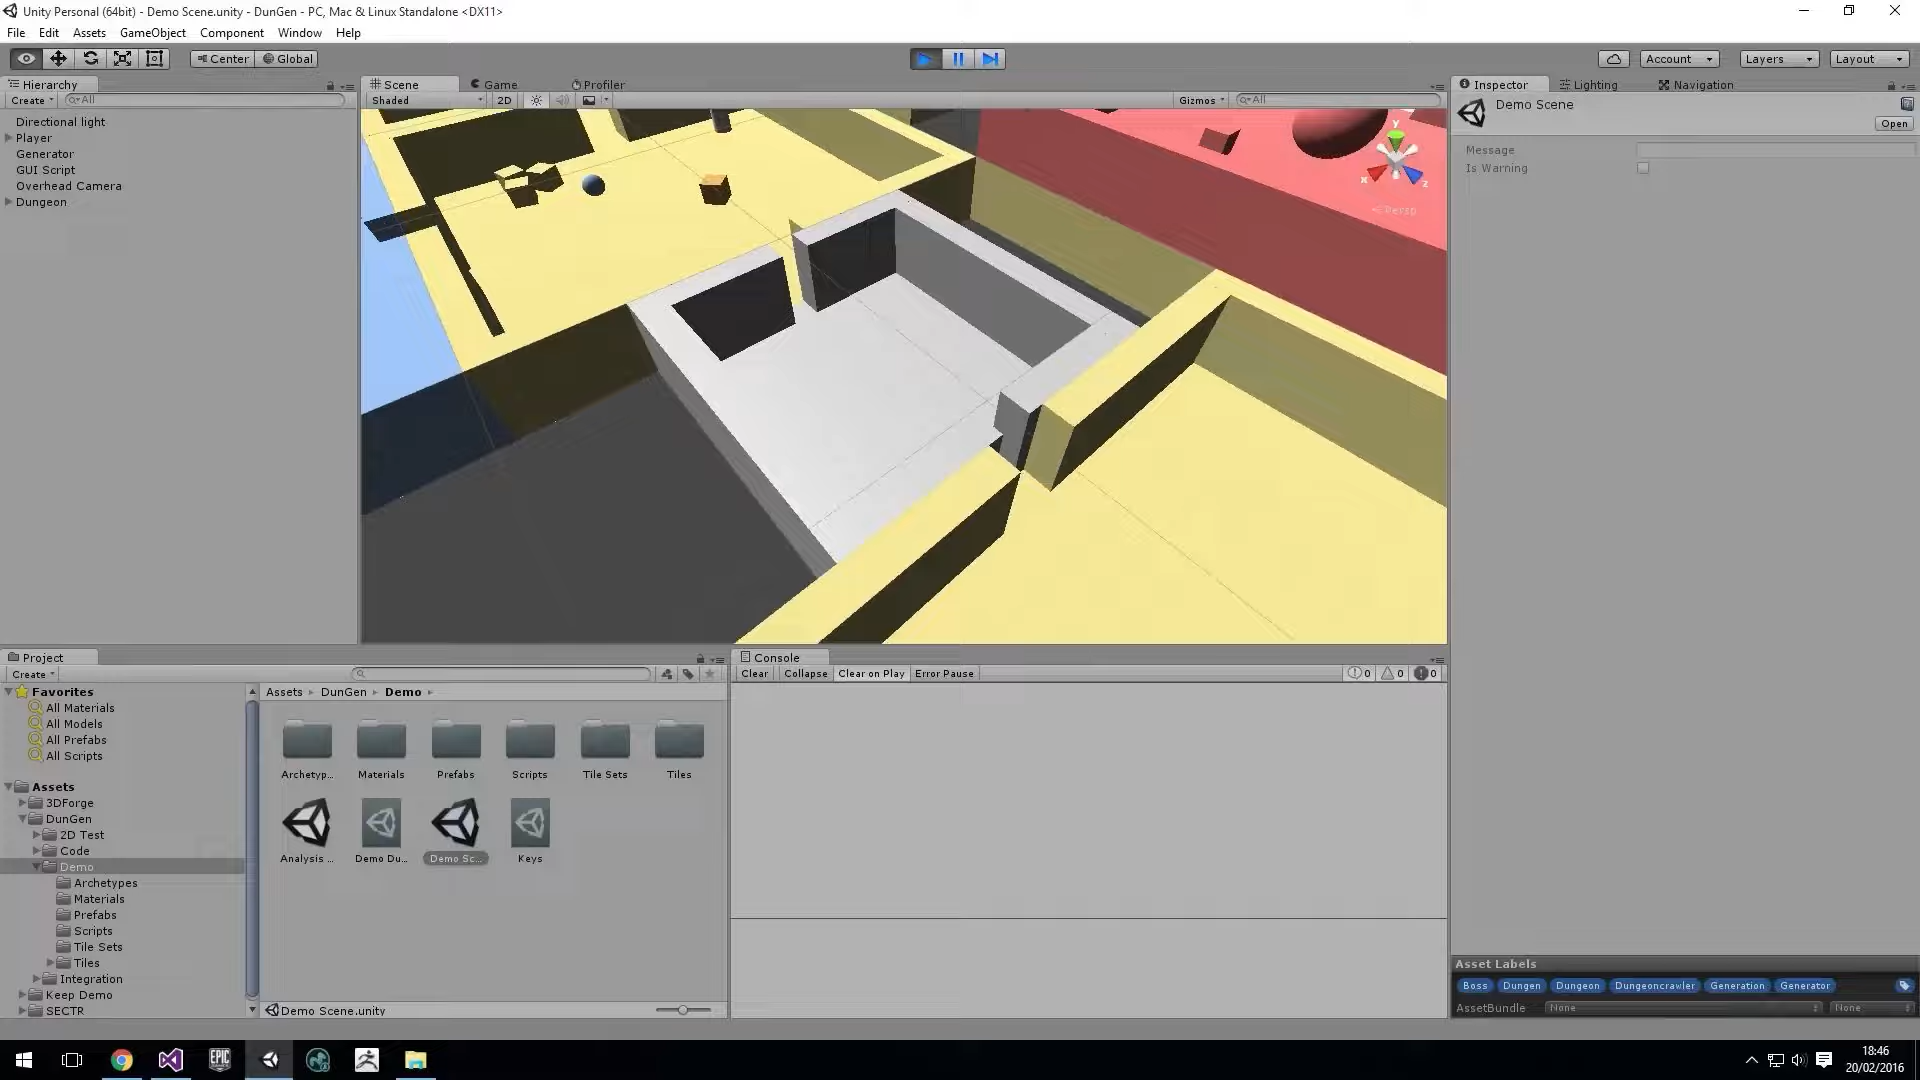 Unity Personal (64bit) - Demo Scene.unity - DunGen - PC, Mac & Linux Standalone <DX11>
File Edit Assets GameObject Component Window Help
Center Global Account Layers Layout
Hierarchy
Create All
Directional light
Player
Generator
GUI Script
Overhead Camera
Dungeon
Scene Game Profiler
Shaded 2D Gizmos All
y
x
z
Persp
Inspector Lighting Navigation
Demo Scene
Open
Message
Is Warning
Project
Create
Favorites
All Materials
All Models
All Prefabs
All Scripts
Assets
3DForge
DunGen
2D Test
Code
Demo
Archetypes
Materials
Prefabs
Scripts
Tile Sets
Tiles
Integration
Keep Demo
SECTR
Assets DunGen Demo
Archetyp... Materials Prefabs Scripts Tile Sets Tiles
Analysis ... Demo Du... Demo Sc... Keys
Demo Scene.unity
Console
Clear Collapse Clear on Play Error Pause 0 0 0
Asset Labels
Boss Dungen Dungeon Dungeoncrawler Generation Generator
AssetBundle None None
EPIC GAMES
18:46
20/02/2016